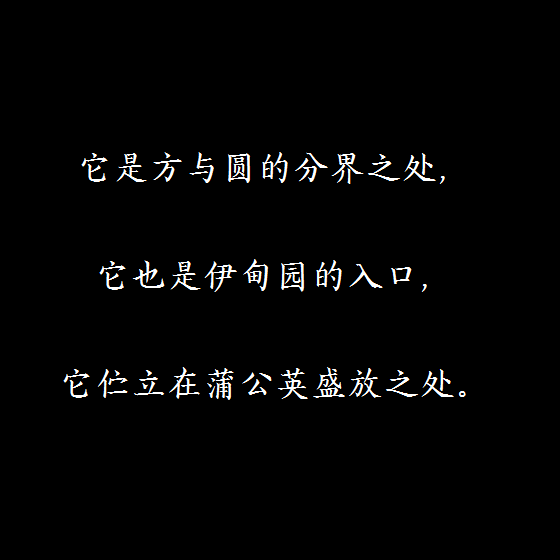 它是方与圆的分界之处,
它也是伊甸园的入口,
它伫立在蒲公英盛放之处。